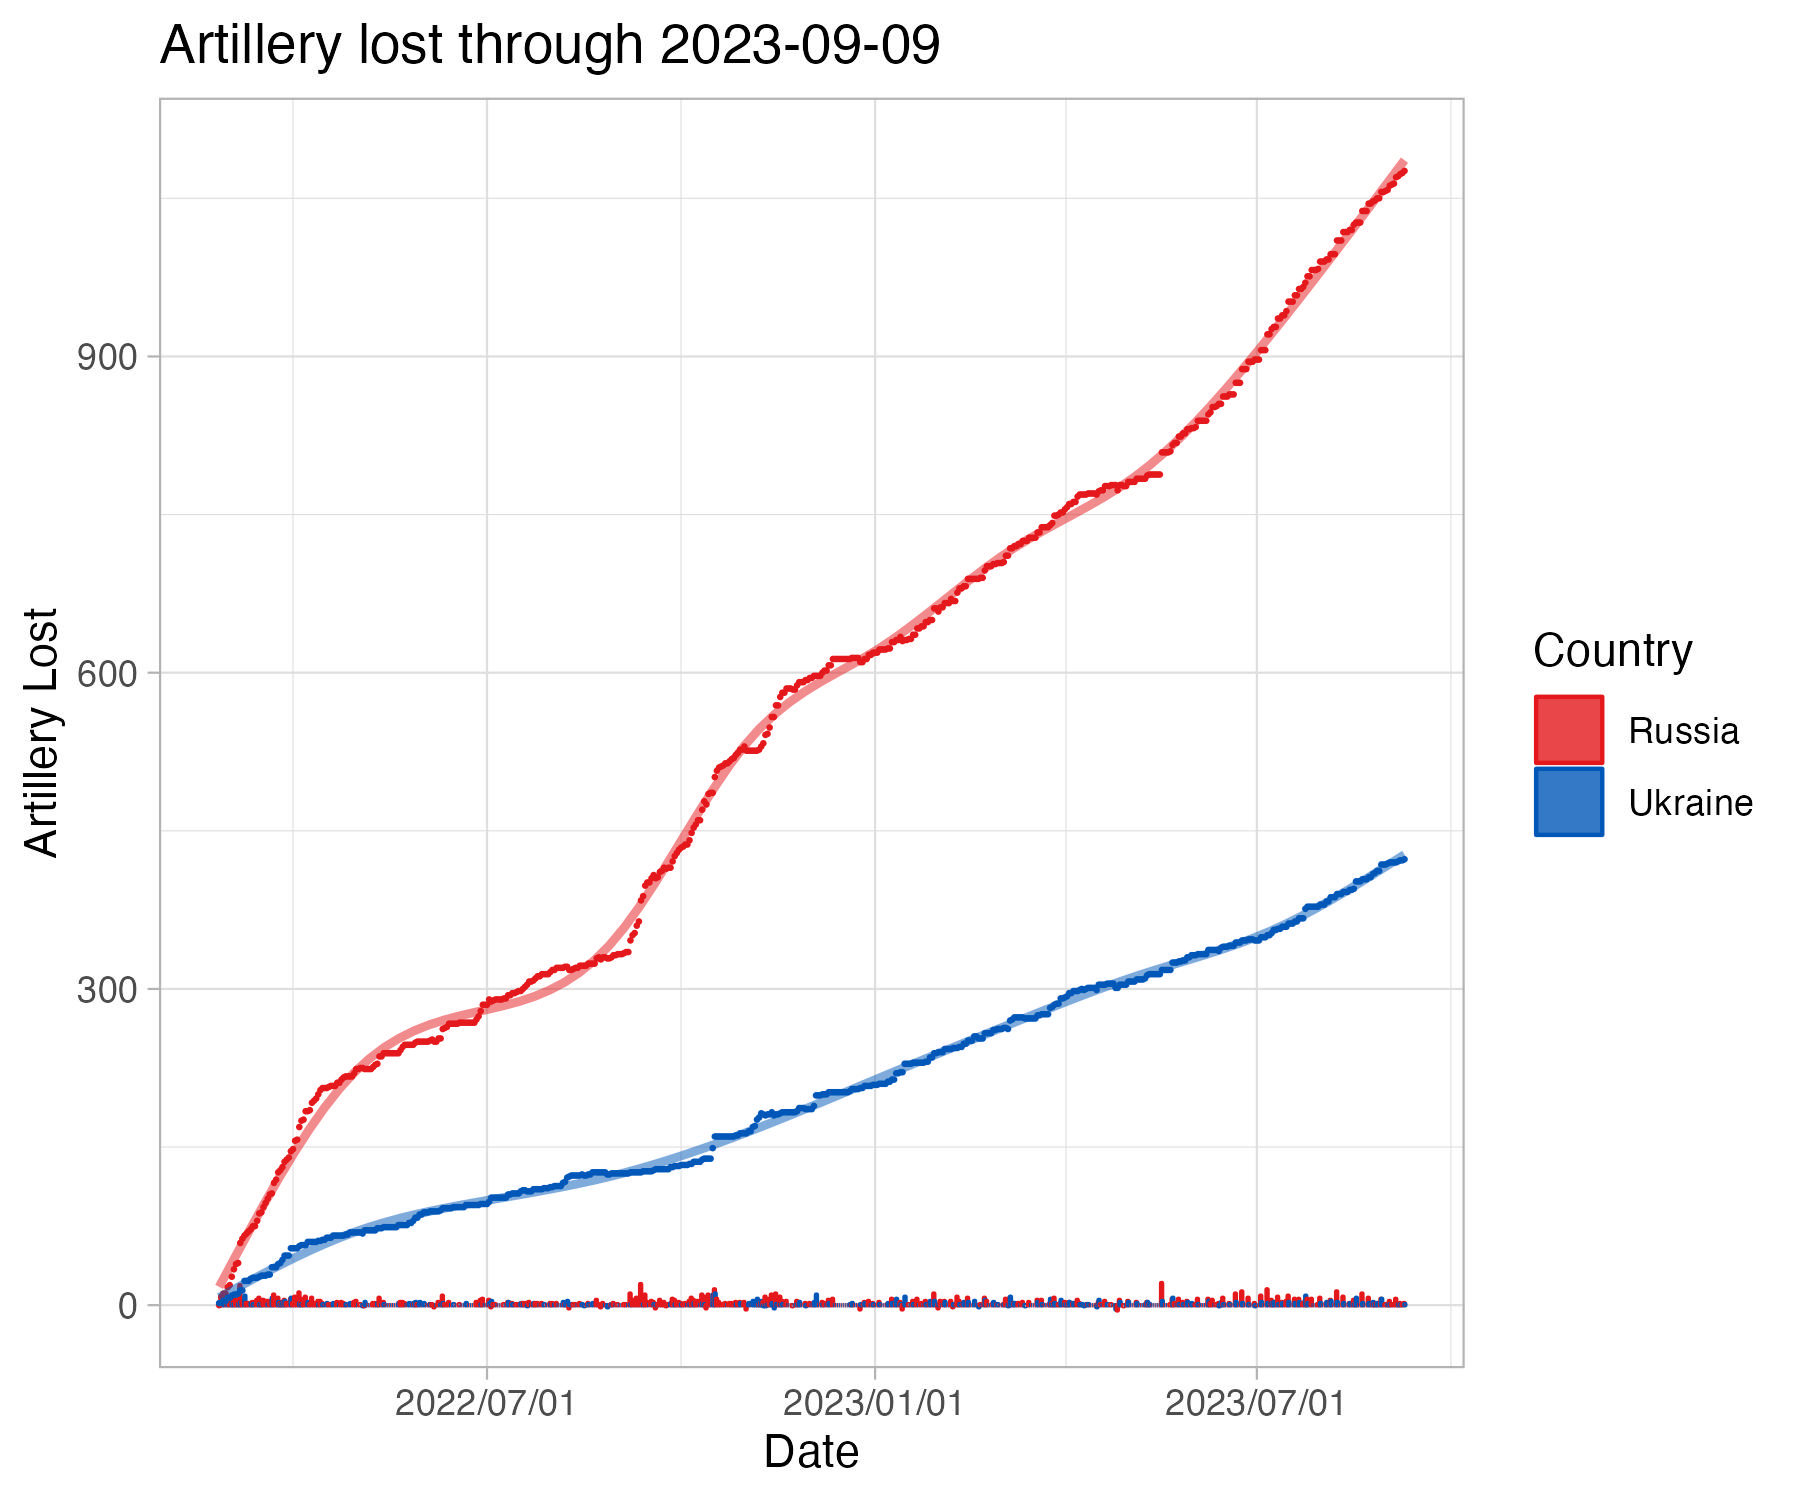 Artillery lost through 2023-09-09
Artillery Lost
900
600
300
0
2022/07/01
2023/01/01
2023/07/01
Date
Country
Russia
Ukraine